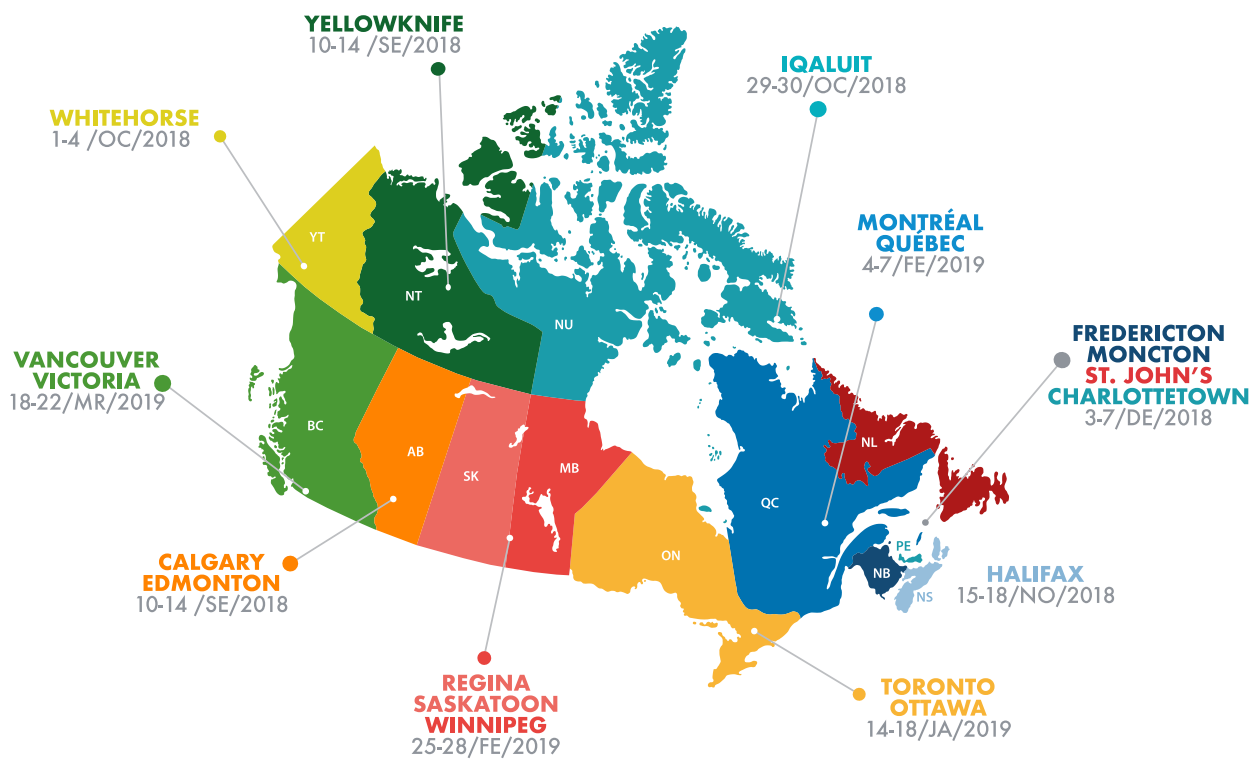 YELLOWKNIFE
10-14 /SE/2018
IQALUIT
29-30/OC/2018
WHITEHORSE
1-4 /OC/2018
MONTRÉAL
QUÉBEC
4-7/FE/2019
YT
NT
NU
FREDERICTON
MONCTON
ST. JOHN'S
CHARLOTTETOWN
3-7/DE/2018
VANCOUVER
VICTORIA
18-22/MR/2019
BC
AB
SK
MB
ON
QC
NL
PE
NB
NS
HALIFAX
15-18/NO/2018
CALGARY
EDMONTON
10-14 /SE/2018
REGINA
SASKATOON
WINNIPEG
25-28/FE/2019
TORONTO
OTTAWA
14-18/JA/2019